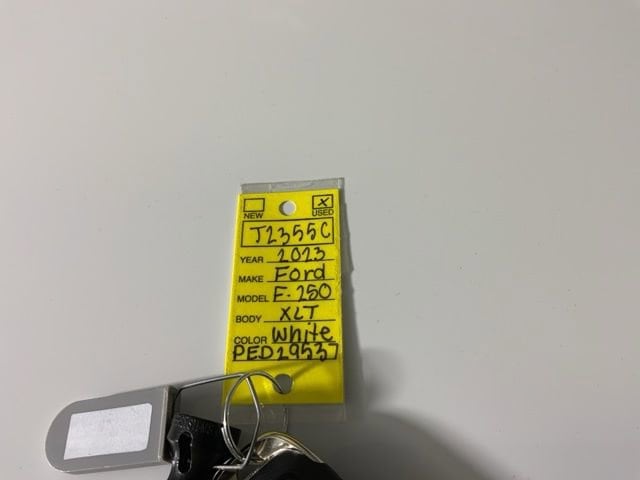 X
NEW USED
J2355C
YEAR 2023
MAKE Ford
MODEL F-250
BODY XLT
COLOR White
PED29537